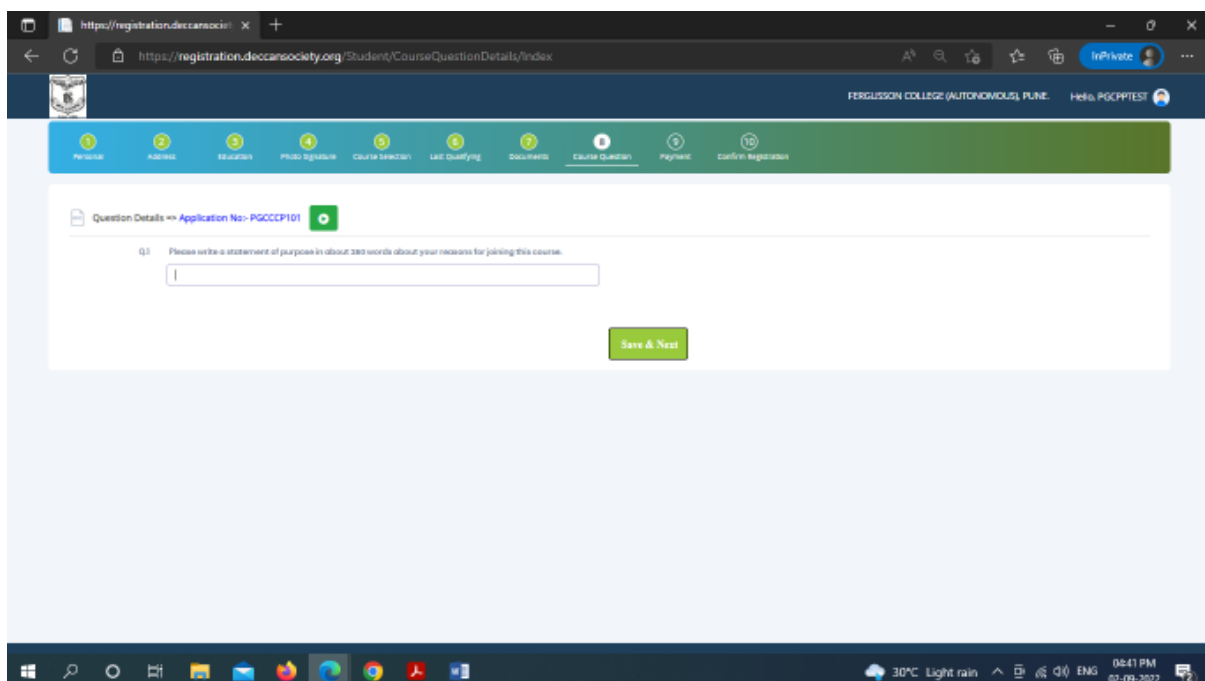 https://registration.deccansociet
https://registration.deccansociety.org/Student/CourseQuestionDetails/Index
InPrivate
FERGUSSON COLLEGE (AUTONOMOUS), PUNE. Hello, PGCPPTEST
1 2 3 4 5 6 7 8 9 10
Personal Address Education Photo Signature Course Selection Last Qualifying Documents Course Question Payment Confirm Registration
Question Details => Application No:- PGCCCP101
Q.1 Please write a statement of purpose in about words about your reasons for joining this course.
Save & Next
30°C Light rain ENG 04:41 PM
02-09-2022